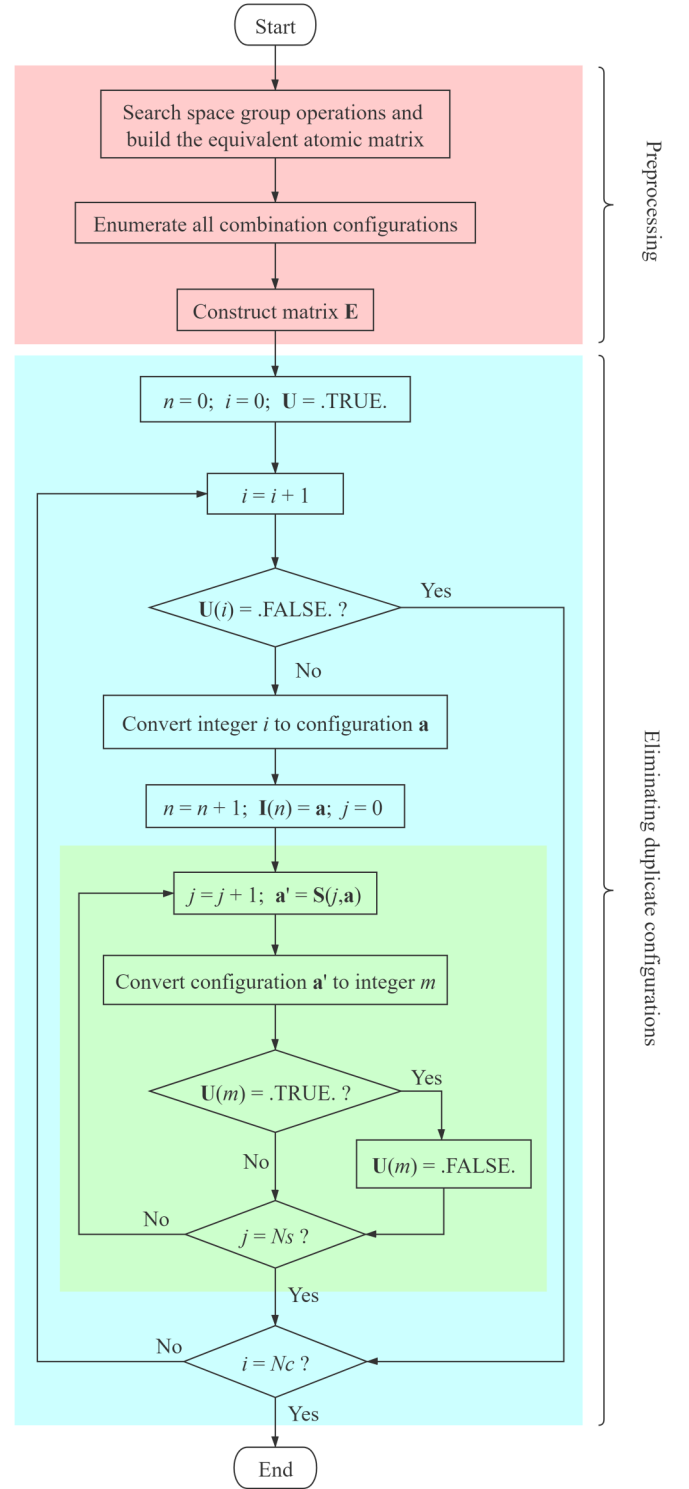 Start
Search space group operations and
build the equivalent atomic matrix
Enumerate all combination configurations
Construct matrix E
Preprocessing
n = 0; i = 0; U = .TRUE.
i = i + 1
U(i) = .FALSE. ?
Yes
No
Convert integer i to configuration a
n = n + 1; I(n) = a; j = 0
j = j + 1; a' = S(j,a)
Convert configuration a' to integer m
U(m) = .TRUE. ?
Yes
No
U(m) = .FALSE.
j = Ns ?
No
Yes
i = Nc ?
No
Yes
Eliminating duplicate configurations
End